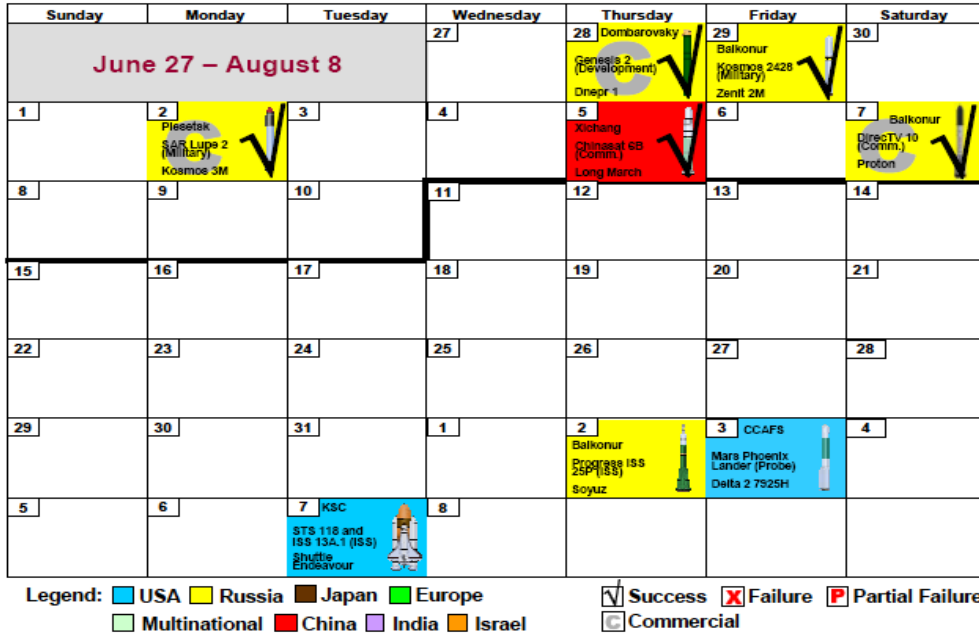 Sunday Monday Tuesday Wednesday Thursday Friday Saturday
June 27 – August 8
27
28 Dombarovsky
Genesis 2
(Development)
Dnepr 1
29
Baikonur
Kosmos 2428
(Military)
Zenit 2M
30
1
2
Plesetsk
SAR Lupe 2
(Military)
Kosmos 3M
3
4
5
Xichang
Chinasat 6B
(Comm.)
Long March
6
7
Baikonur
DirecTV 10
(Comm.)
Proton
8
9
10
11
12
13
14
15
16
17
18
19
20
21
22
23
24
25
26
27
28
29
30
31
1
2
Baikonur
Progress ISS
25P (ISS)
Soyuz
3 CCAFS
Mars Phoenix
Lander (Probe)
Delta 2 7925H
4
5
6
7 KSC
STS 118 and
ISS 13A.1 (ISS)
Shuttle
Endeavour
8
Legend: USA Russia Japan Europe
Multinational China India Israel
√ Success X Failure P Partial Failure
C Commercial